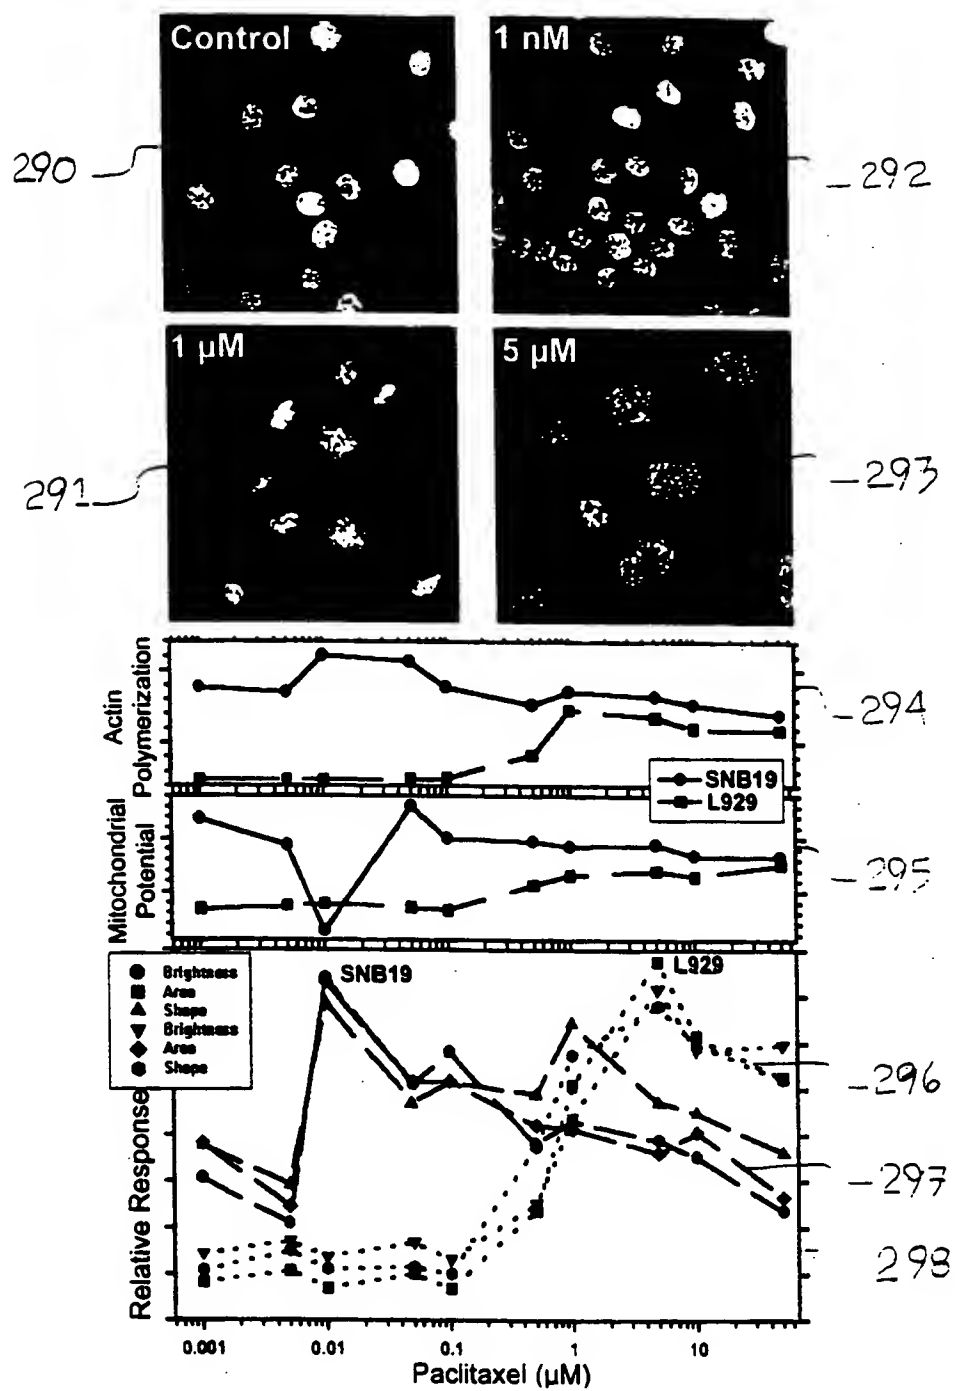 Control
1 nM
290
292
1 µM
5 µM
291
293
Actin
Polymerization
294
SNB19
L929
Mitochondrial
Potential
295
Brightness
Area
Shape
Brightness
Area
Shape
SNB19
L929
296
297
298
Relative Response
0.001
0.01
0.1
1
10
Paclitaxel (µM)